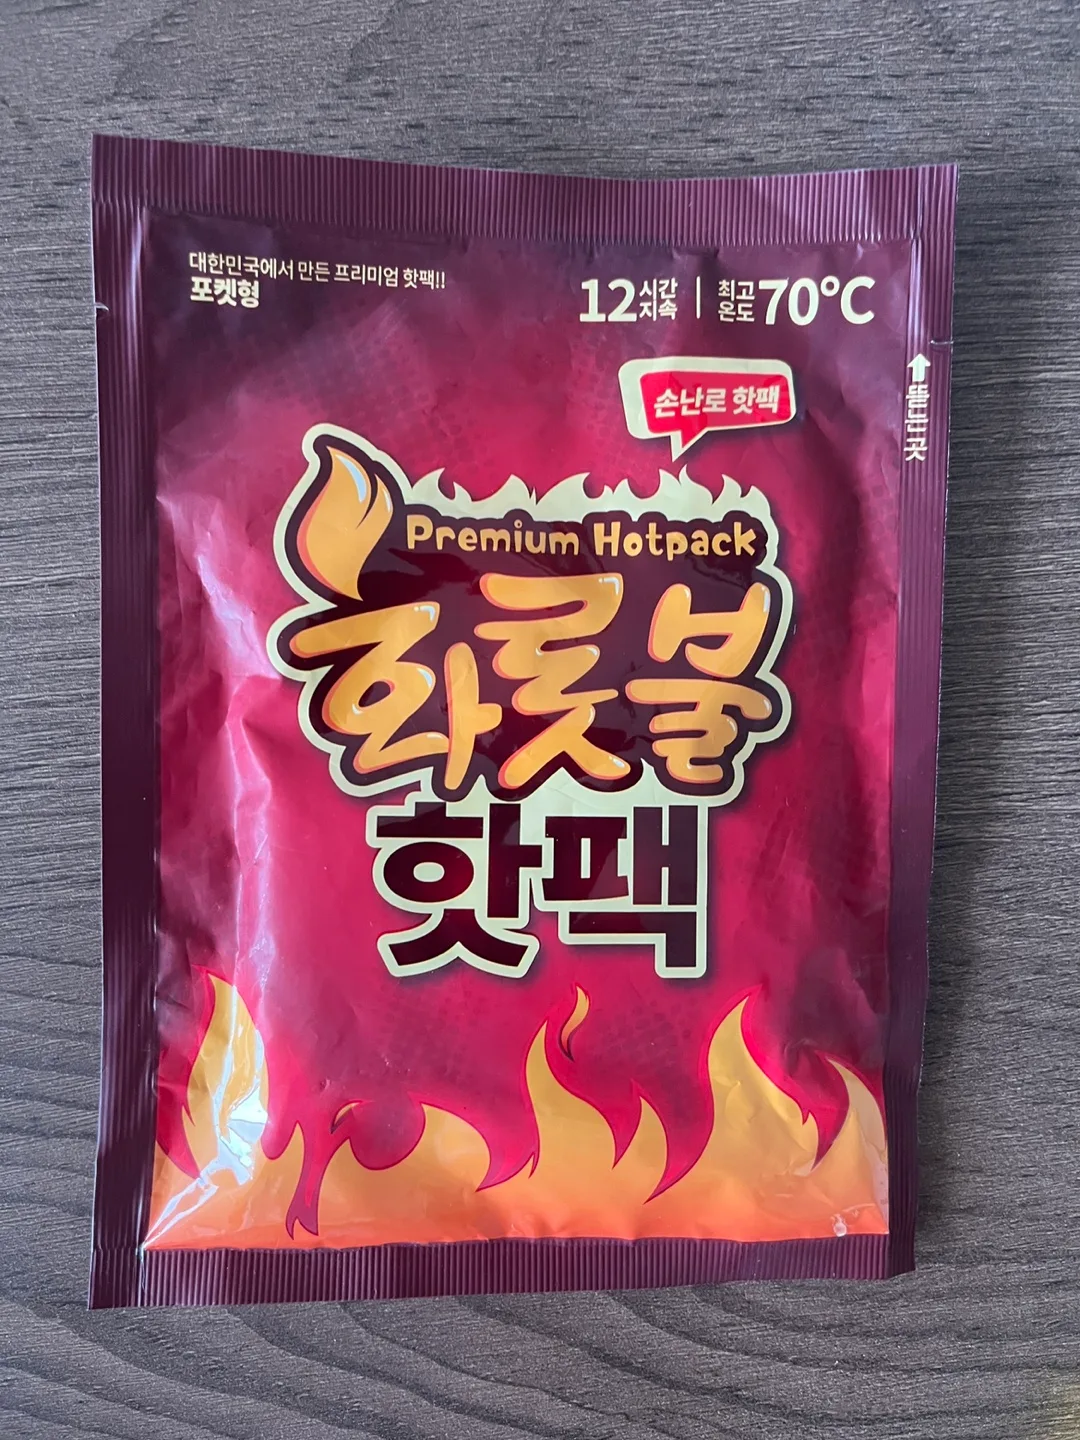 대한민국에서 만든 프리미엄 핫팩!!
포켓형
12시간 지속 | 최고 온도 70°C
뜯는곳
손난로 핫팩
Premium Hotpack
화롯불
핫팩